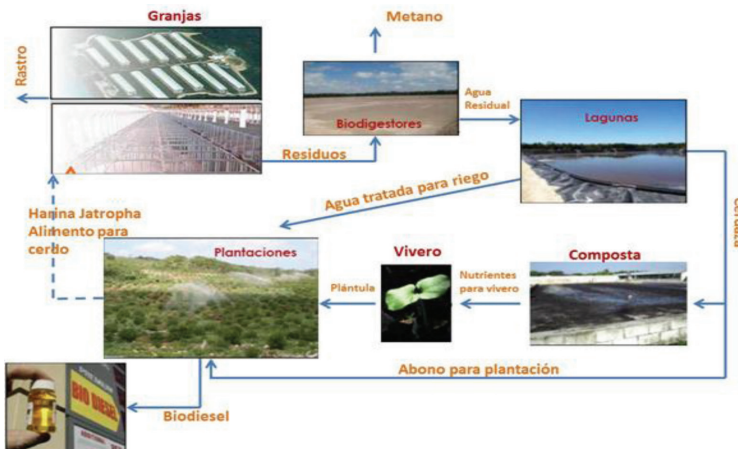 Granjas
Metano
Rastro
Biodigestores
Agua
Residual
Lagunas
Residuos
Agua tratada para riego
Harina Jatropha
Alimento para
cerdo
Plantaciones
Vivero
Composta
Plántula
Nutrientes
para vivero
Abono para plantación
Biodiesel
BIO DIESEL